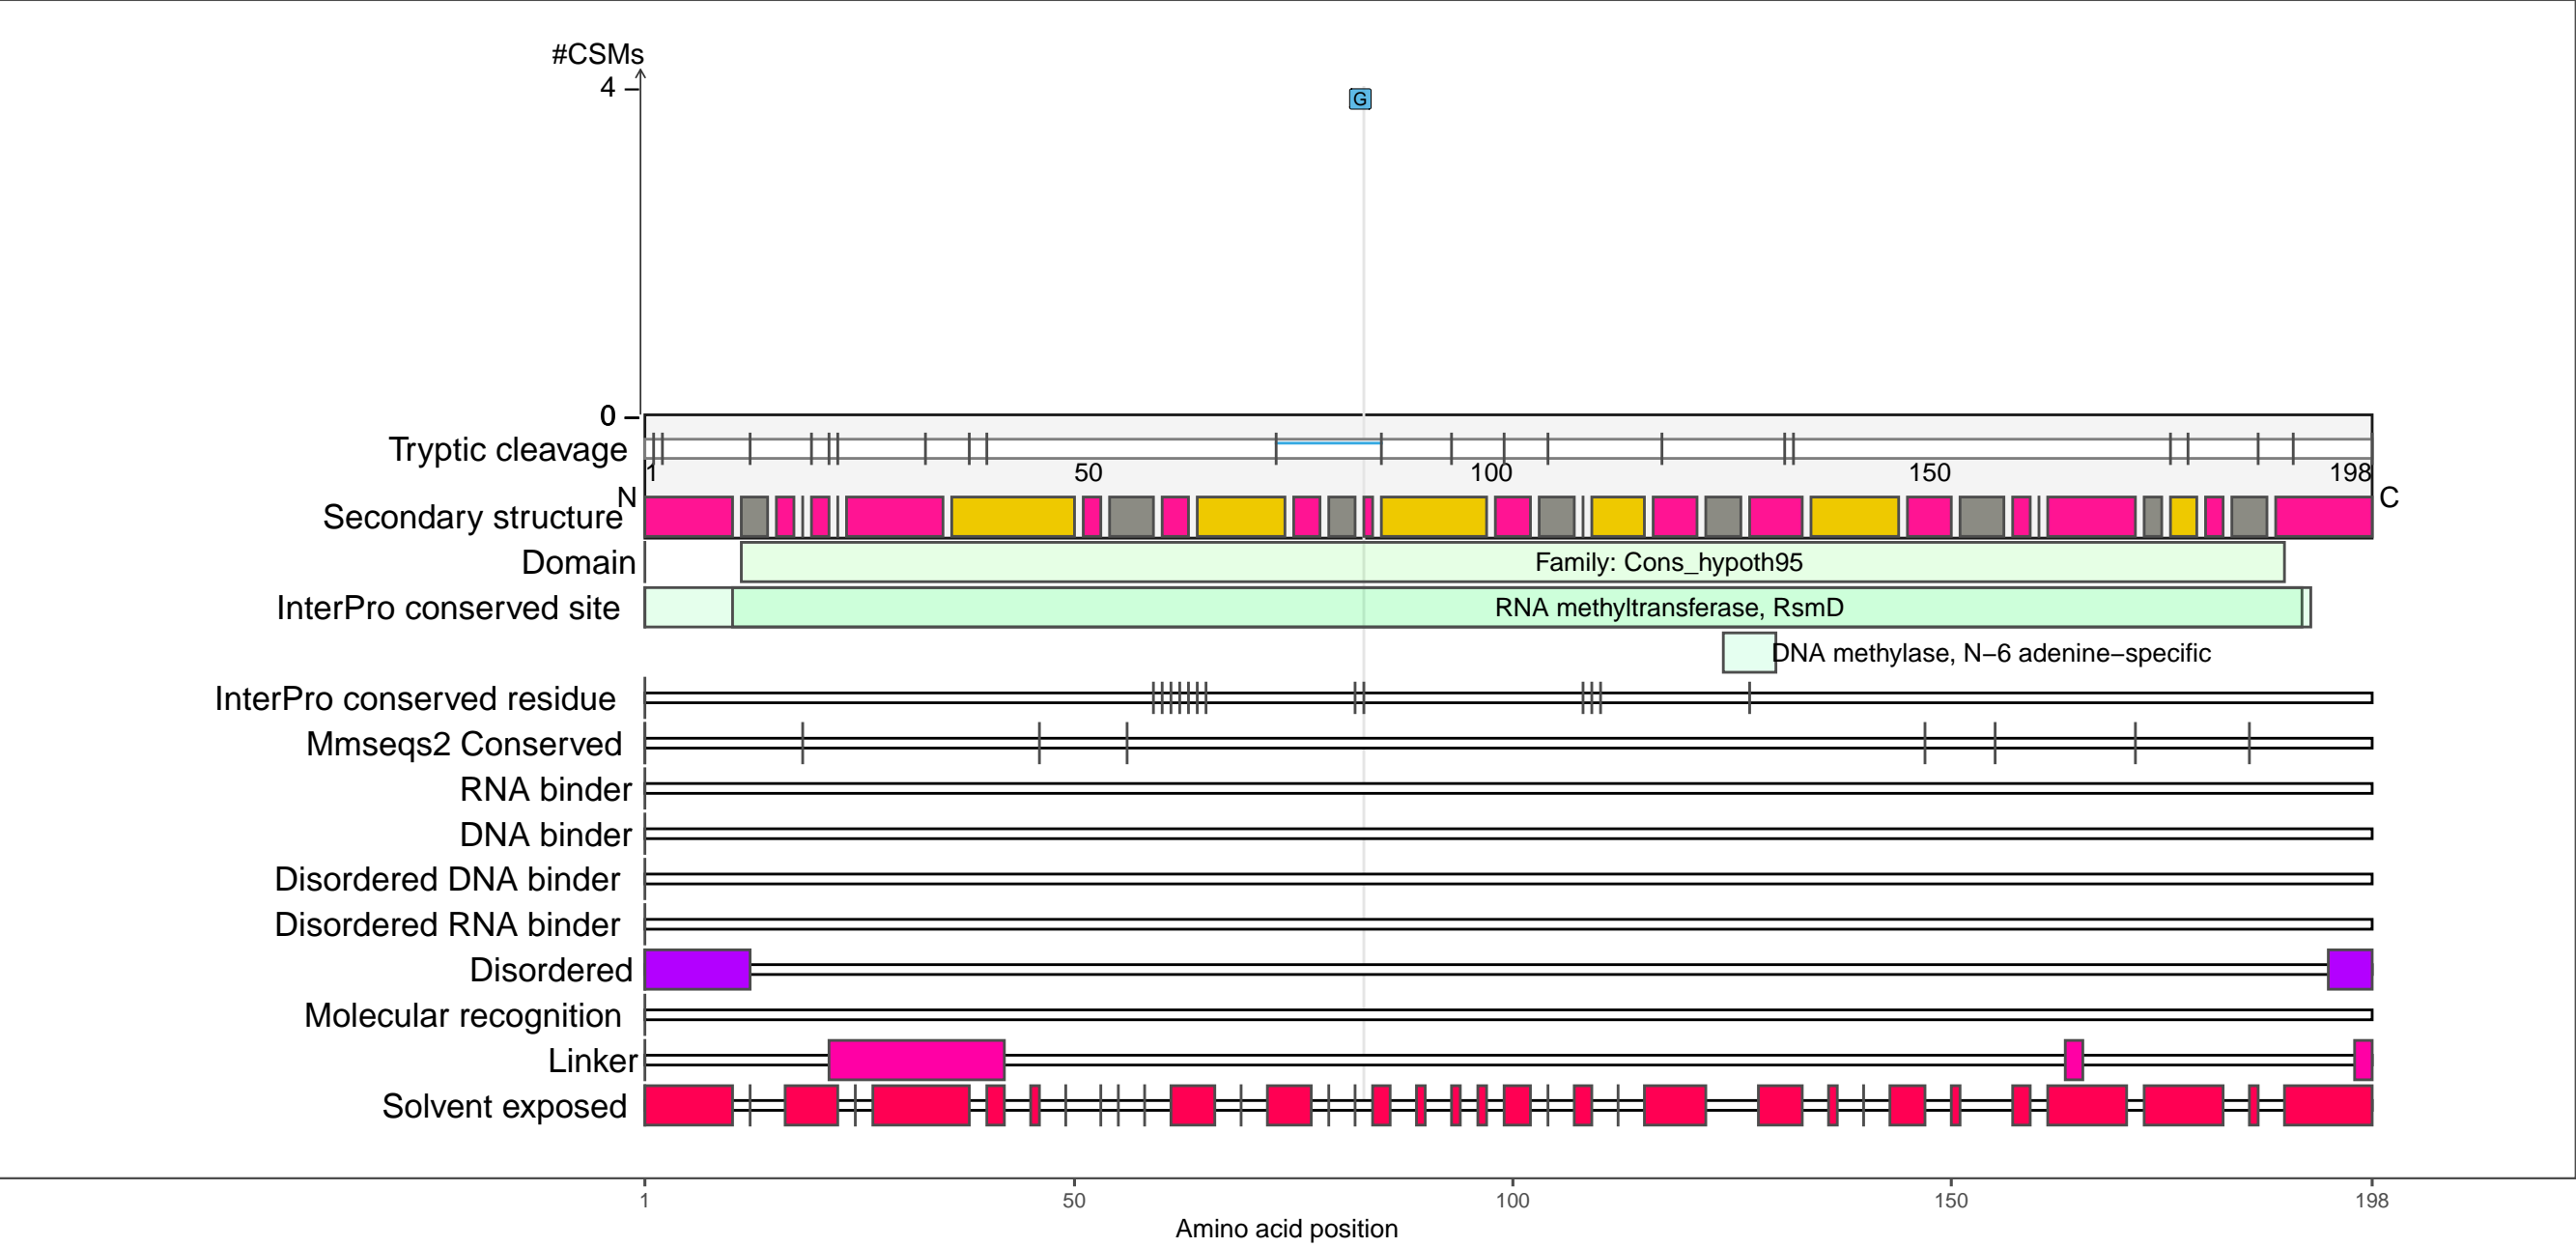 #CSMs
4
G
0
Tryptic cleavage
1 50 100 150 198
N C
Secondary structure
Domain Family: Cons_hypoth95
InterPro conserved site RNA methyltransferase, RsmD
DNA methylase, N−6 adenine−specific
InterPro conserved residue
Mmseqs2 Conserved
RNA binder
DNA binder
Disordered DNA binder
Disordered RNA binder
Disordered
Molecular recognition
Linker
Solvent exposed
1 50 100 150 198
Amino acid position